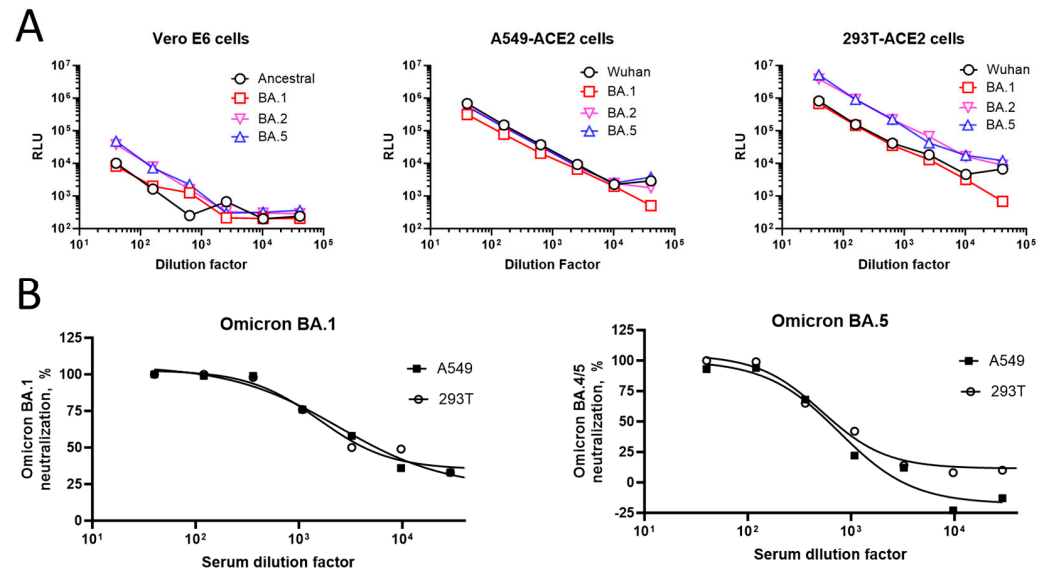 A
Vero E6 cells
A549-ACE2 cells
293T-ACE2 cells
10⁷
10⁶
10⁵
10⁴
10³
10²
RLU
10¹ 10² 10³ 10⁴ 10⁵
Dilution factor
Ancestral
BA.1
BA.2
BA.5
10⁷
10⁶
10⁵
10⁴
10³
10²
RLU
10¹ 10² 10³ 10⁴ 10⁵
Dilution Factor
Wuhan
BA.1
BA.2
BA.5
10⁷
10⁶
10⁵
10⁴
10³
10²
RLU
10¹ 10² 10³ 10⁴ 10⁵
Dilution factor
Wuhan
BA.1
BA.2
BA.5
B
Omicron BA.1
125
100
75
50
25
0
Omicron BA.1
neutralization, %
10¹ 10² 10³ 10⁴
Serum dilution factor
A549
293T
Omicron BA.5
125
100
75
50
25
0
-25
Omicron BA.4/5
neutralization, %
10¹ 10² 10³ 10⁴
Serum dilution factor
A549
293T